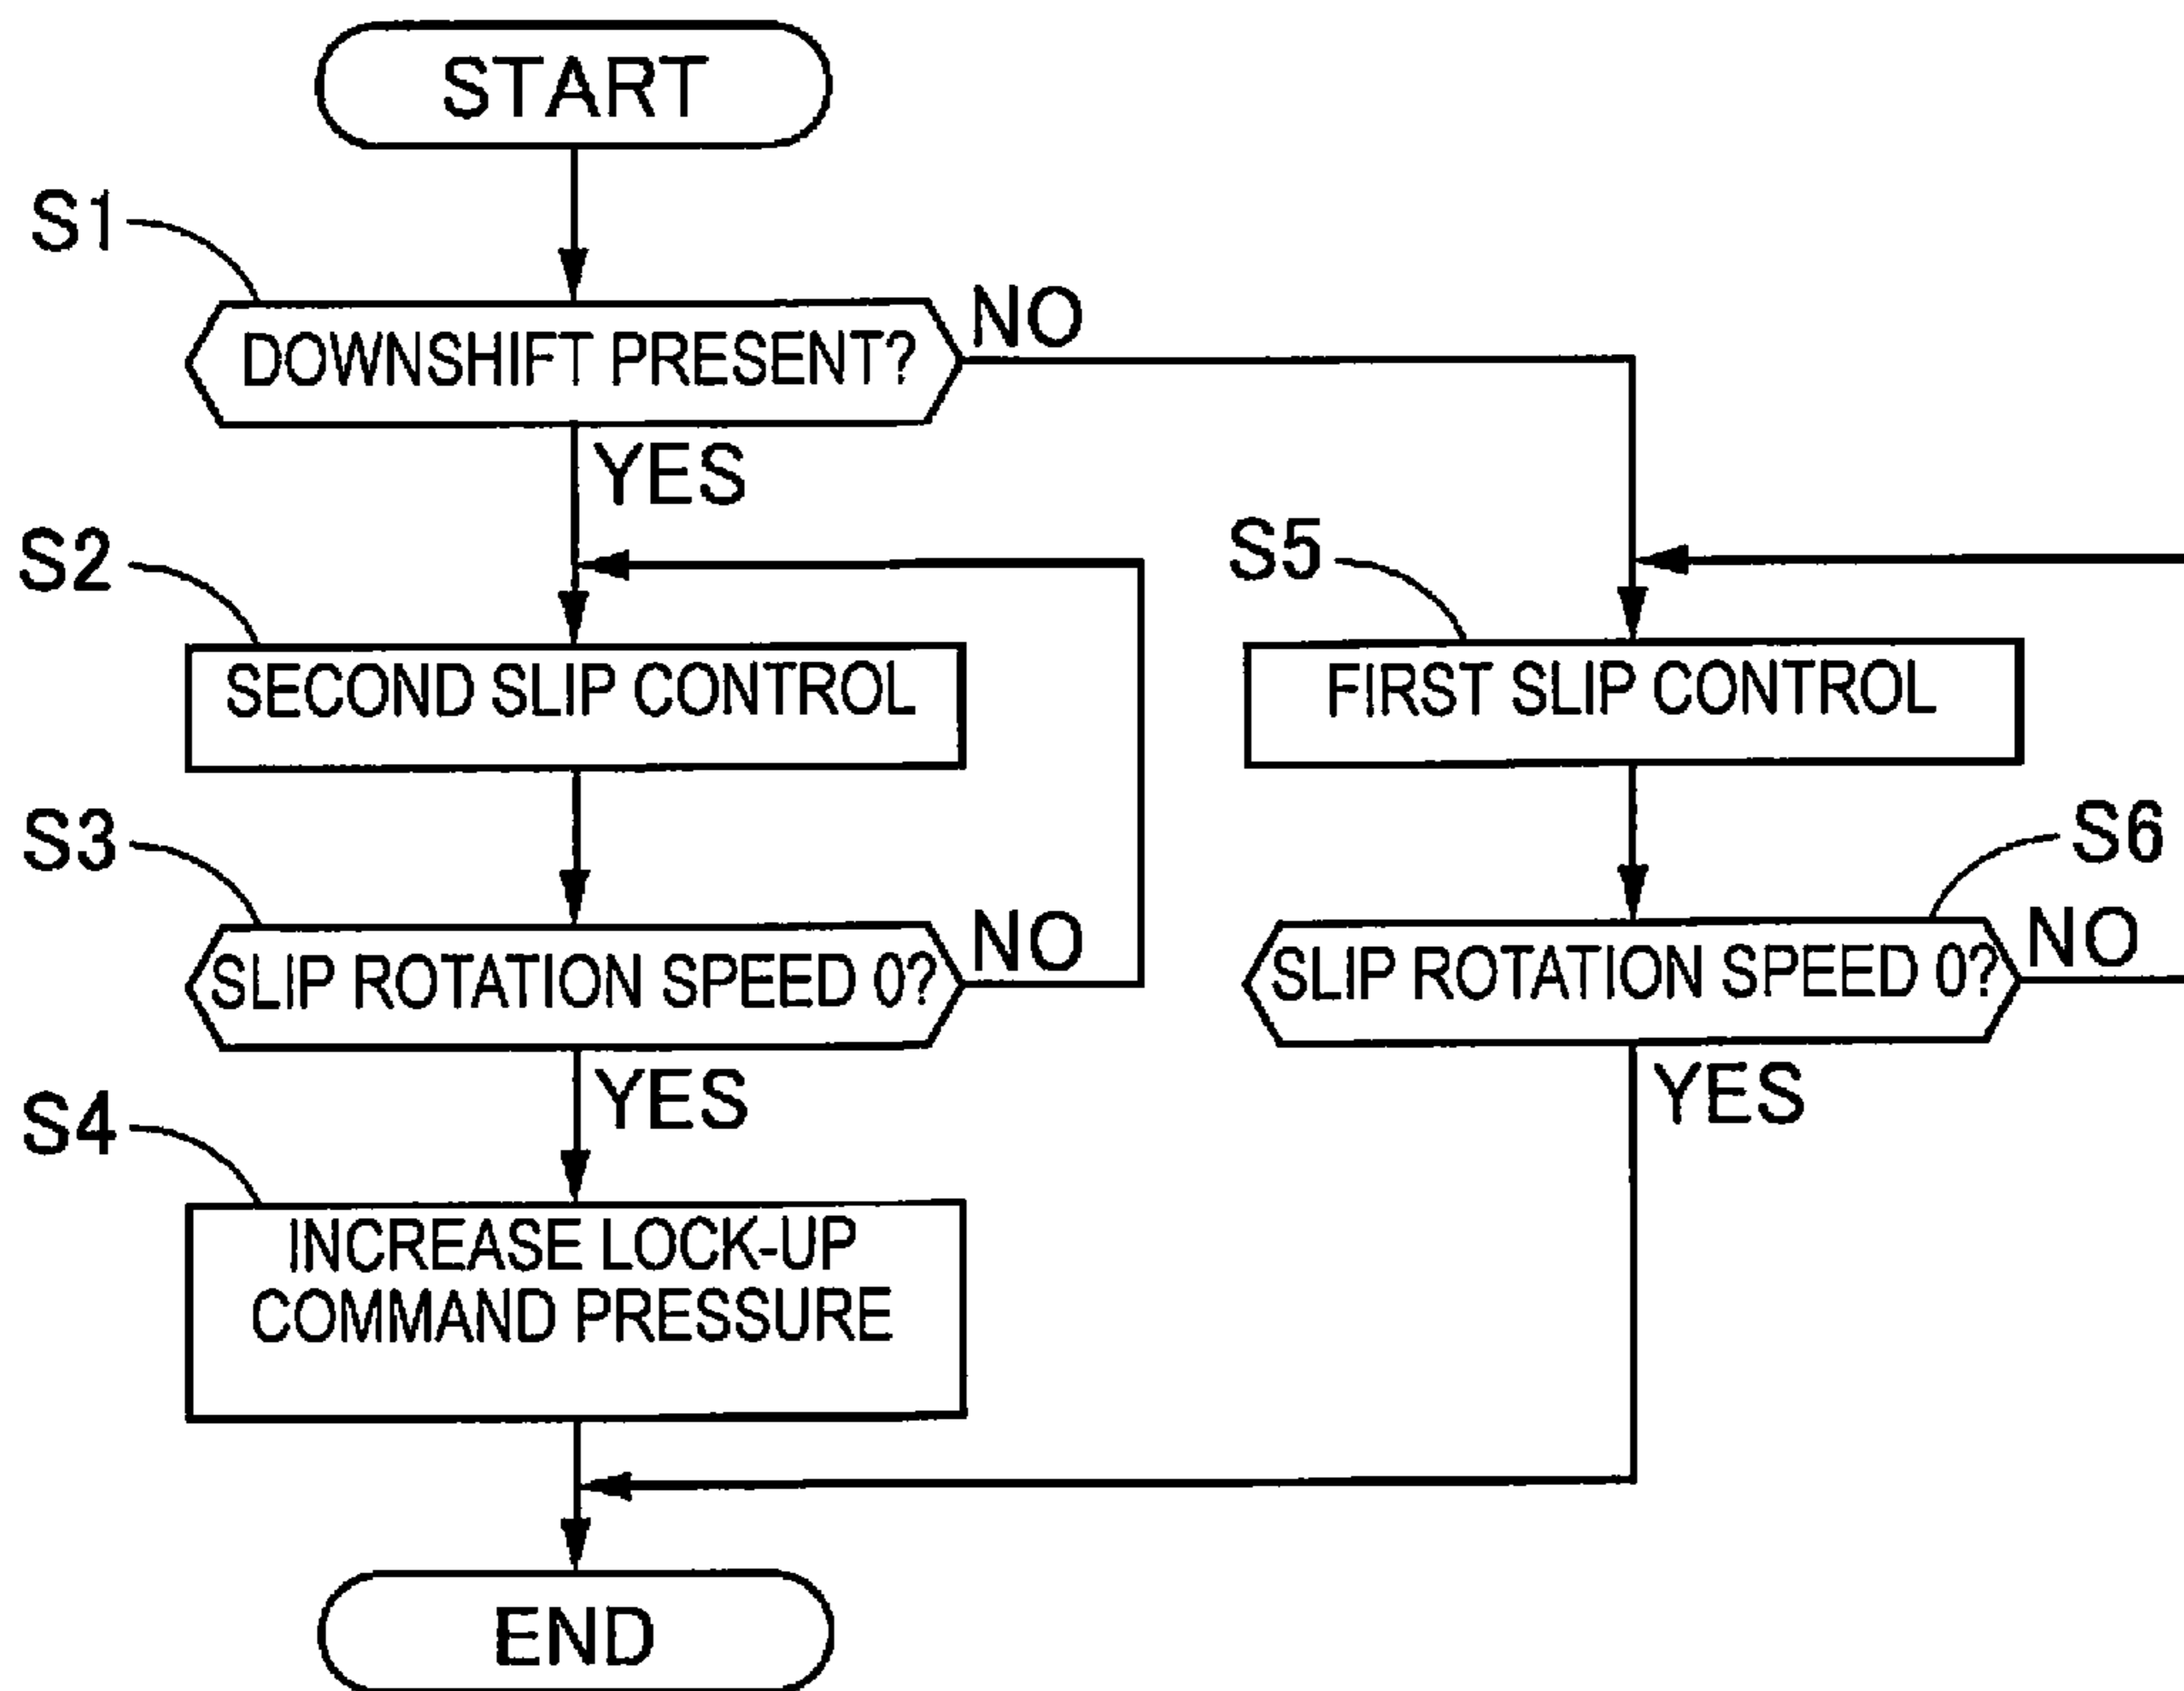 START
S1
DOWNSHIFT PRESENT?
NO
YES
S2
SECOND SLIP CONTROL
S3
SLIP ROTATION SPEED 0?
NO
YES
S4
INCREASE LOCK-UP
COMMAND PRESSURE
S5
FIRST SLIP CONTROL
S6
SLIP ROTATION SPEED 0?
NO
YES
END